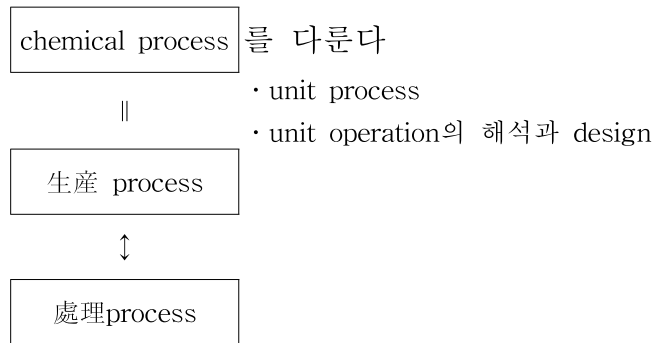 chemical process 를 다룬다
· unit process
∥
· unit operation의 해석과 design
生産 process
↕
處理process